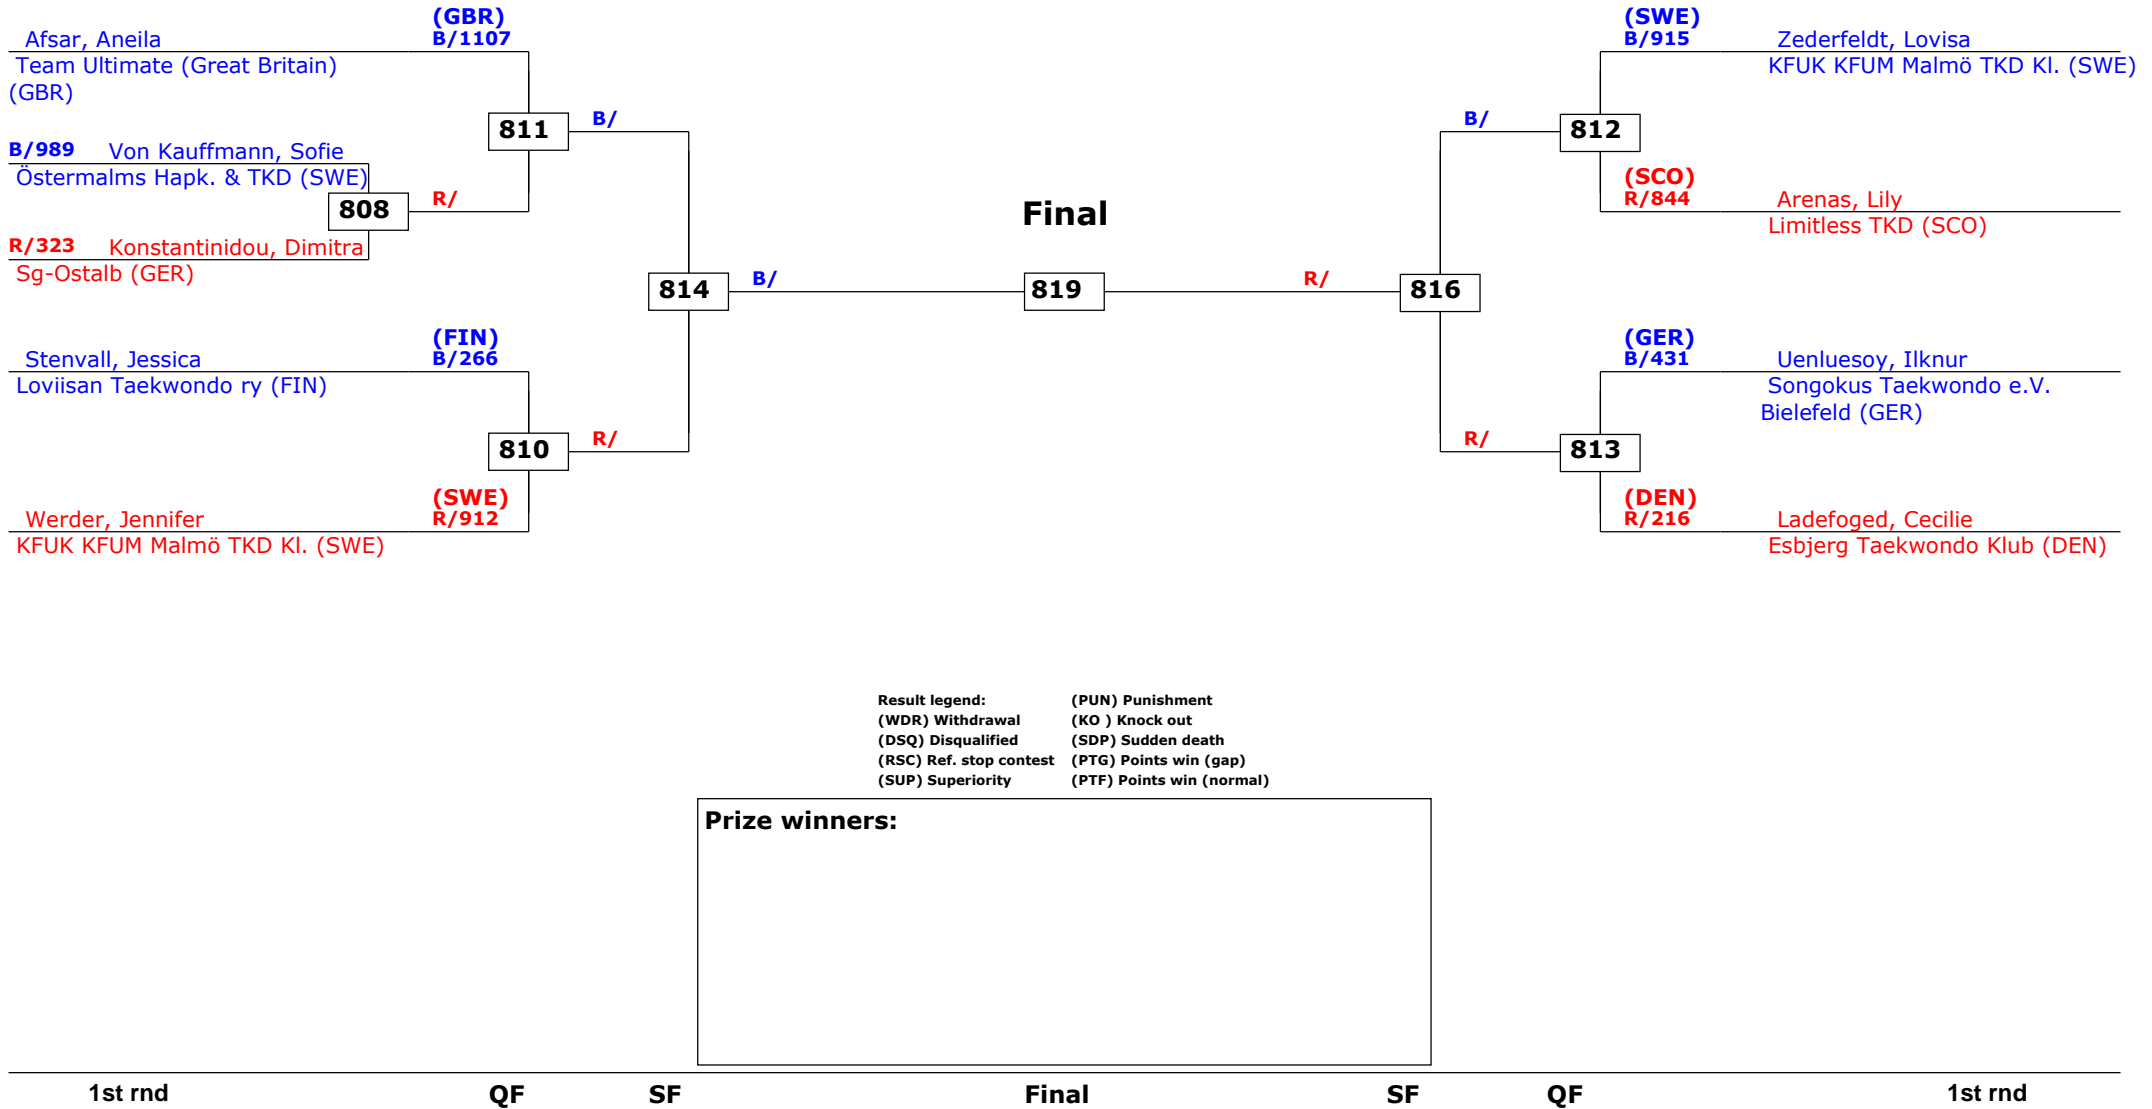 (GBR)
Afsar, Aneila B/1107
Team Ultimate (Great Britain)
(GBR)
811 B/
B/989 Von Kauffmann, Sofie
Östermalms Hapk. & TKD (SWE)
808 R/
R/323 Konstantinidou, Dimitra
Sg-Ostalb (GER)
814 B/
(FIN)
Stenvall, Jessica B/266
Loviisan Taekwondo ry (FIN)
810 R/
(SWE)
Werder, Jennifer R/912
KFUK KFUM Malmö TKD Kl. (SWE)
Final
819
(SWE)
B/915 Zederfeldt, Lovisa
KFUK KFUM Malmö TKD Kl. (SWE)
B/ 812
(SCO)
R/844 Arenas, Lily
Limitless TKD (SCO)
R/ 816
(GER)
B/431 Uenluesoy, Ilknur
Songokus Taekwondo e.V.
Bielefeld (GER)
R/ 813
(DEN)
R/216 Ladefoged, Cecilie
Esbjerg Taekwondo Klub (DEN)
Result legend: (PUN) Punishment
(WDR) Withdrawal (KO ) Knock out
(DSQ) Disqualified (SDP) Sudden death
(RSC) Ref. stop contest (PTG) Points win (gap)
(SUP) Superiority (PTF) Points win (normal)
Prize winners:
1st rnd QF SF Final SF QF 1st rnd